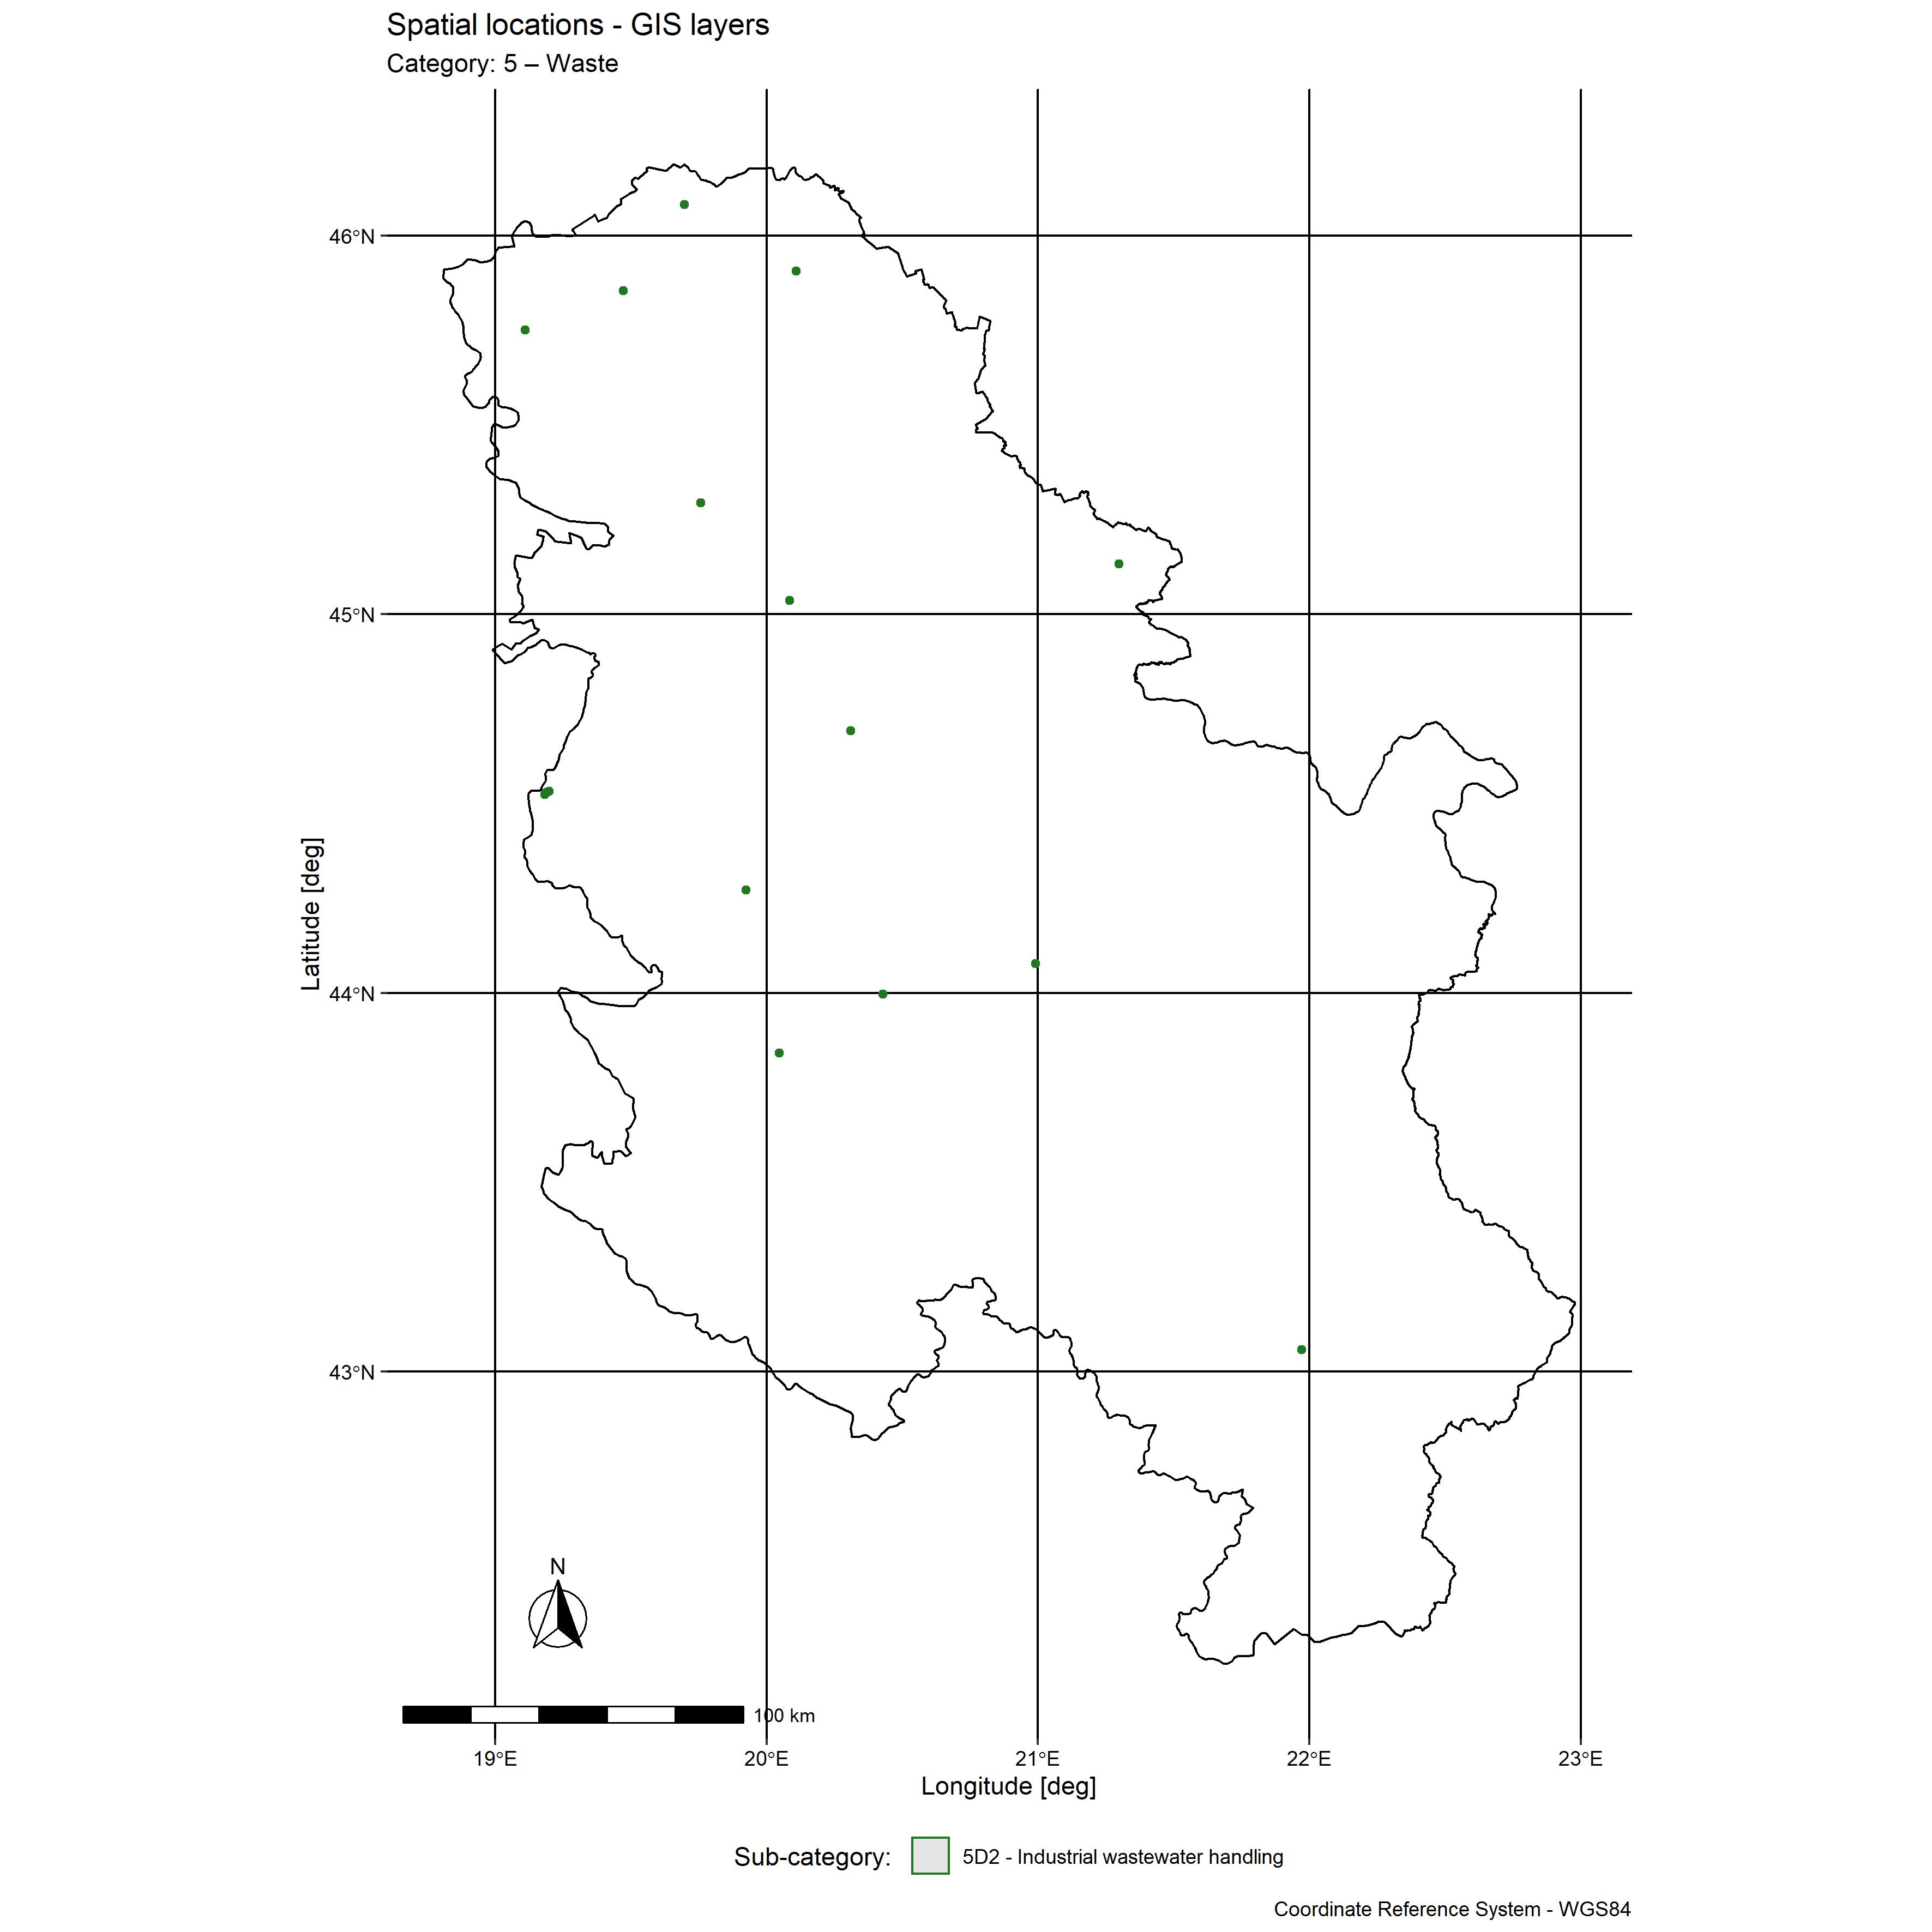 Spatial locations - GIS layers
Category: 5 – Waste
46°N
45°N
44°N
43°N
Latitude [deg]
N
100 km
19°E 20°E 21°E 22°E 23°E
Longitude [deg]
Sub-category: 5D2 - Industrial wastewater handling
Coordinate Reference System - WGS84